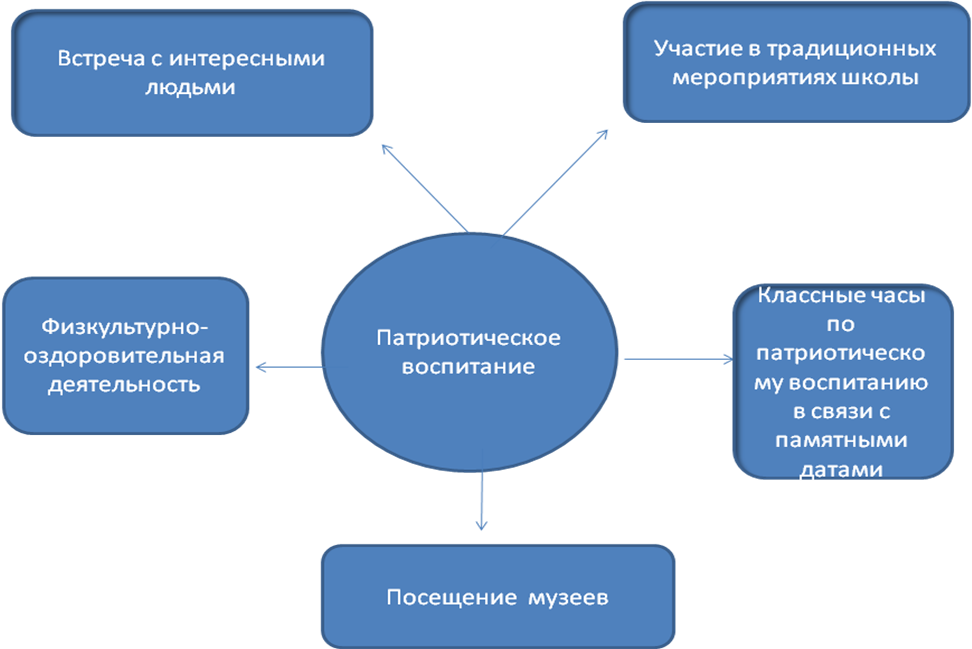 Встреча с интересными
людьми
Участие в традиционных
мероприятиях школы
Физкультурно-
оздоровительная
деятельность
Патриотическое
воспитание
Классные часы
по
патриотическо
му воспитанию
в связи с
памятными
датами
Посещение музеев